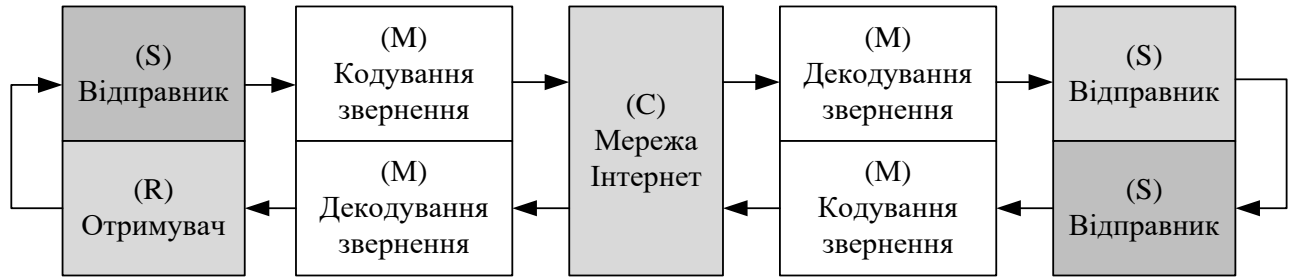 (S)
Відправник
(R)
Отримувач
(M)
Кодування
звернення
(M)
Декодування
звернення
(C)
Мережа
Інтернет
(M)
Декодування
звернення
(M)
Кодування
звернення
(S)
Відправник
(S)
Відправник